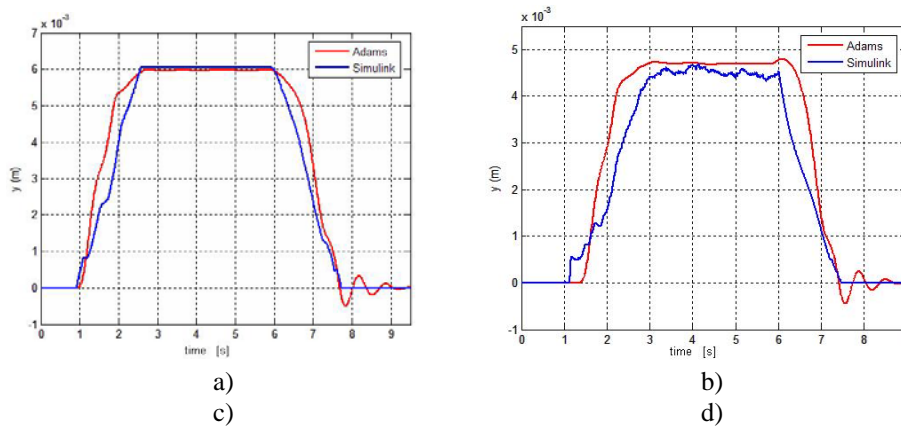 x 10⁻³
7
6
5
4
3
2
1
0
-1
y (m)
0 1 2 3 4 5 6 7 8 9
time [s]
Adams
Simulink
a)
x 10⁻³
5
4
3
2
1
0
-1
y (m)
0 1 2 3 4 5 6 7 8
time [s]
Adams
Simulink
b)
c) d)